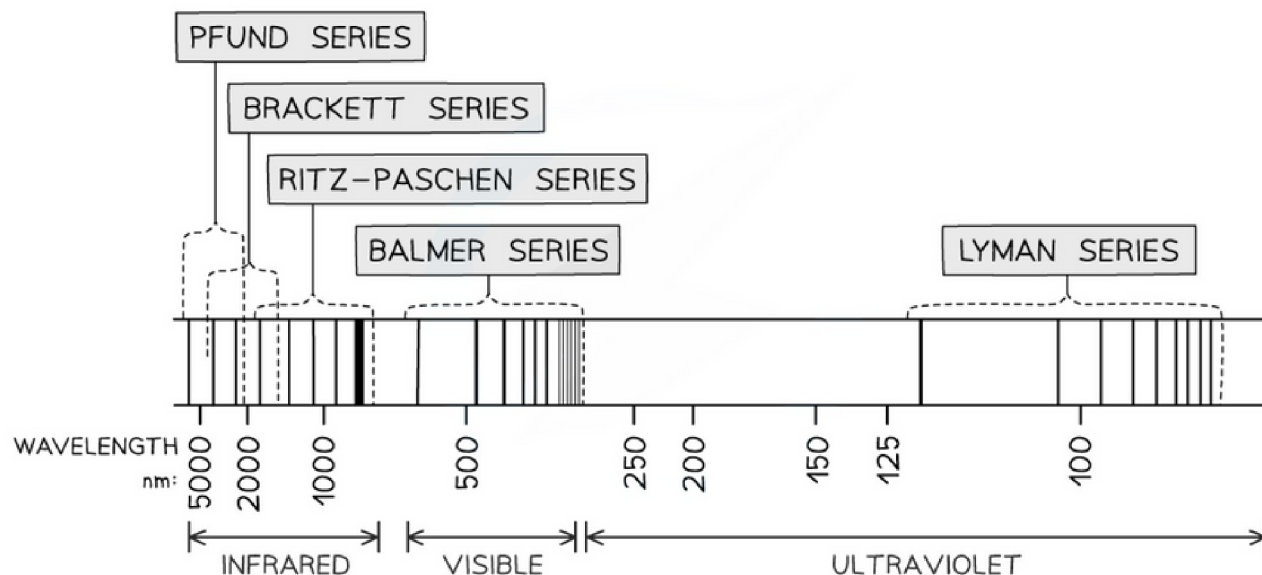 PFUND SERIES
BRACKETT SERIES
RITZ-PASCHEN SERIES
BALMER SERIES
LYMAN SERIES
WAVELENGTH
nm:
5000
2000
1000
500
250
200
150
125
100
INFRARED
VISIBLE
ULTRAVIOLET